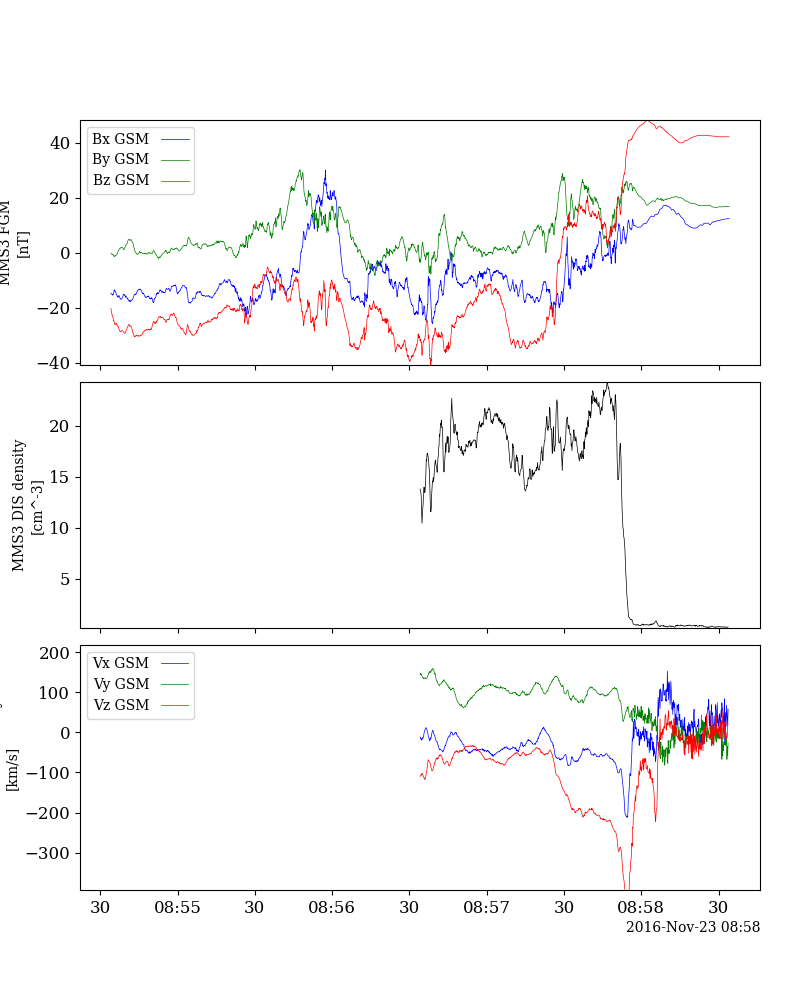 40
20
0
−20
−40
MMS3 FGM
[nT]
Bx GSM
By GSM
Bz GSM
20
15
10
5
MMS3 DIS density
[cm^-3]
200
100
0
−100
−200
−300
[km/s]
Vx GSM
Vy GSM
Vz GSM
30 08:55 30 08:56 30 08:57 30 08:58 30
2016-Nov-23 08:58